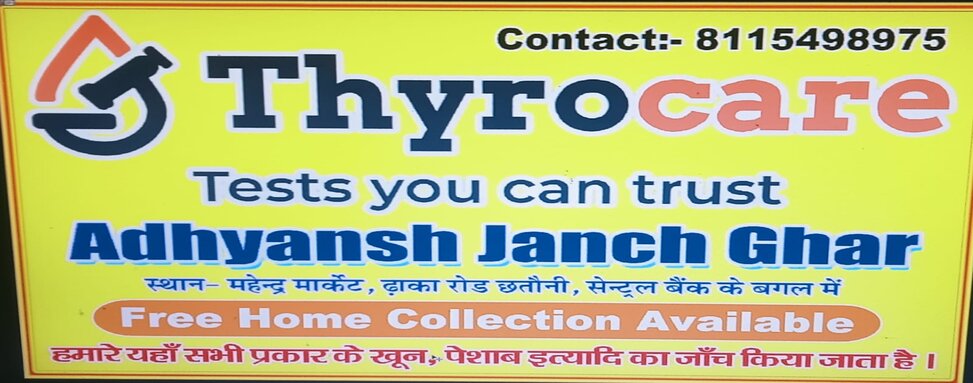 Contact:- 8115498975
Thyrocare
Tests you can trust
Adhyansh Janch Ghar
स्थान- महेन्द्र मार्केट, ढ़ाका रोड छतौनी, सेन्ट्रल बैंक के बगल में
Free Home Collection Available
हमारे यहाँ सभी प्रकार के खून, पेशाब इत्यादि का जाँच किया जाता है ।